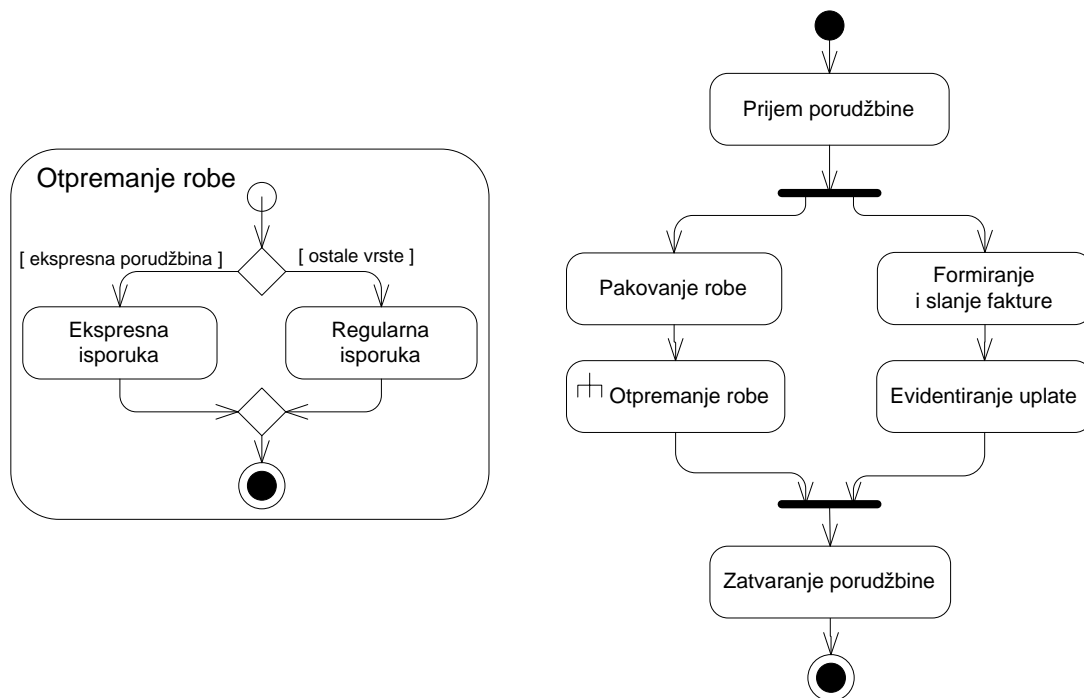 Otpremanje robe
[ ekspresna porudžbina ]
[ ostale vrste ]
Ekspresna
isporuka
Regularna
isporuka
Prijem porudžbine
Pakovanje robe
Formiranje
i slanje fakture
Otpremanje robe
Evidentiranje uplate
Zatvaranje porudžbine